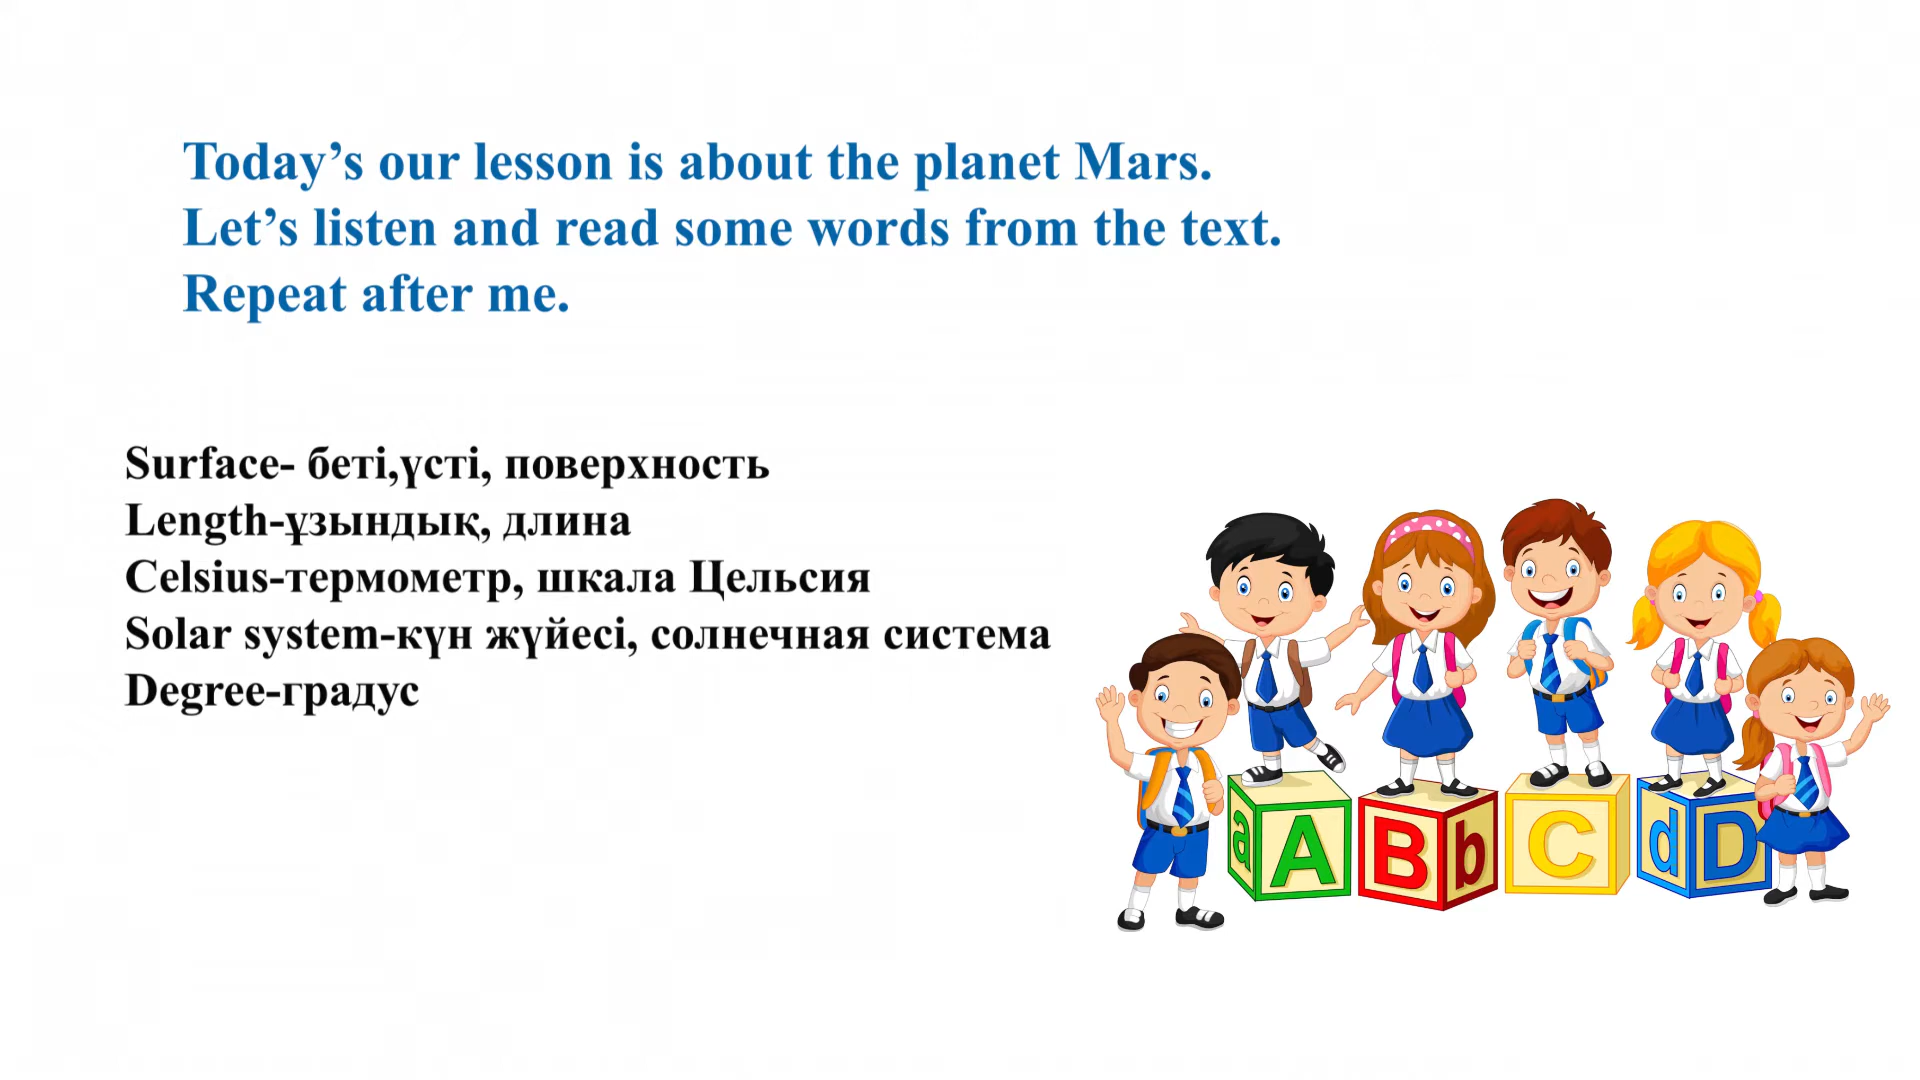 Today’s our lesson is about the planet Mars.
Let’s listen and read some words from the text.
Repeat after me.
Surface- беті,үсті, поверхность
Length-ұзындық, длина
Celsius-термометр, шкала Цельсия
Solar system-күн жүйесі, солнечная система
Degree-градус
a A B b C d D